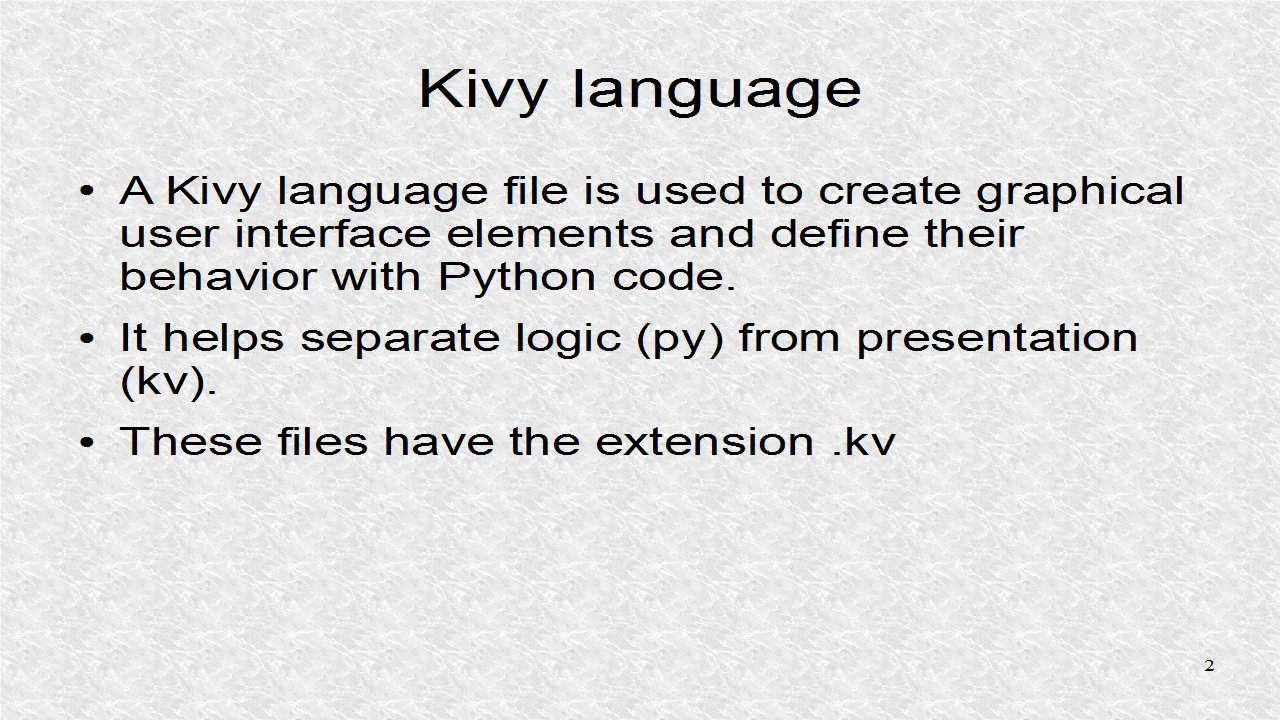 Kivy language
• A Kivy language file is used to create graphical
user interface elements and define their
behavior with Python code.
• It helps separate logic (py) from presentation
(kv).
• These files have the extension .kv
2